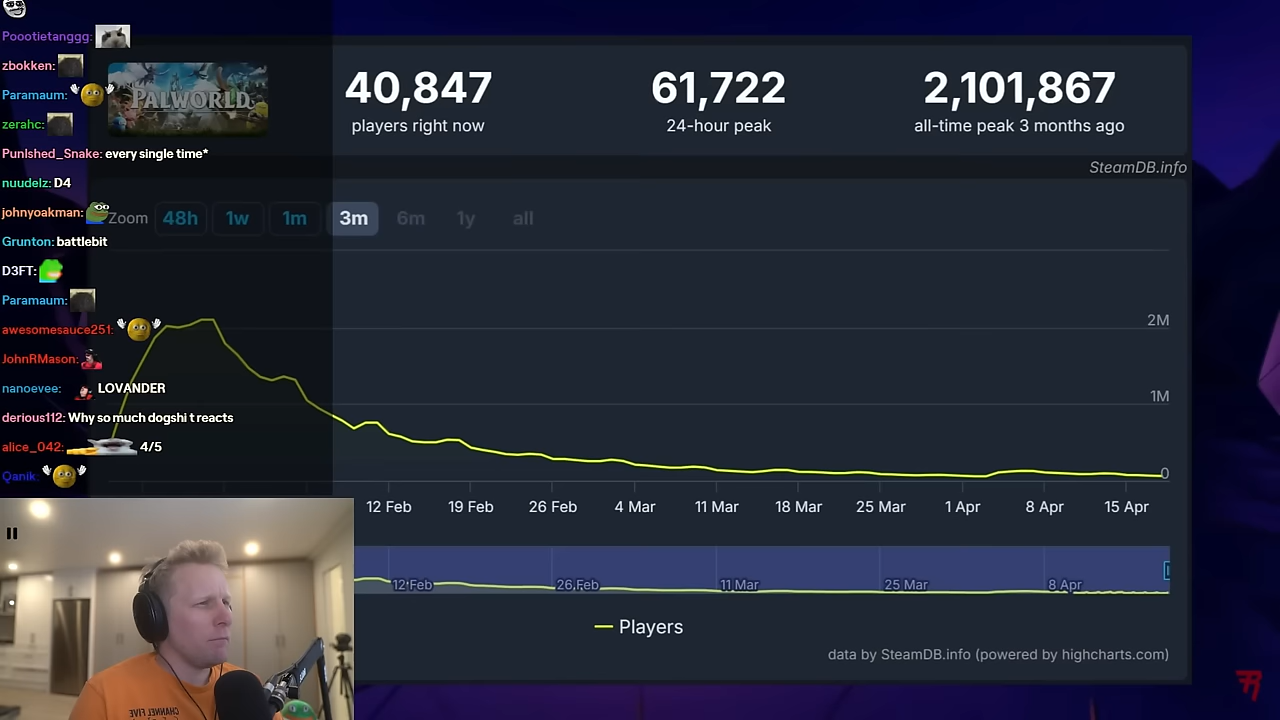 Poootietanggg:
zbokken:
Paramaum:
zerahc:
Pun1shed_Snake: every single time*
nuudelz: D4
johnyoakman:
Grunton: battlebit
D3FT:
Paramaum:
awesomesauce251:
JohnRMason:
nanoevee: LOVANDER
derious112: Why so much dogshi t reacts
alice_042: 4/5
Qanik:
PALWORLD
40,847
players right now
61,722
24-hour peak
2,101,867
all-time peak 3 months ago
SteamDB.info
Zoom 48h 1w 1m 3m 6m 1y all
2M
1M
0
12 Feb 19 Feb 26 Feb 4 Mar 11 Mar 18 Mar 25 Mar 1 Apr 8 Apr 15 Apr
12 Feb 26 Feb 11 Mar 25 Mar 8 Apr
Players
data by SteamDB.info (powered by highcharts.com)
CHANNEL FIVE